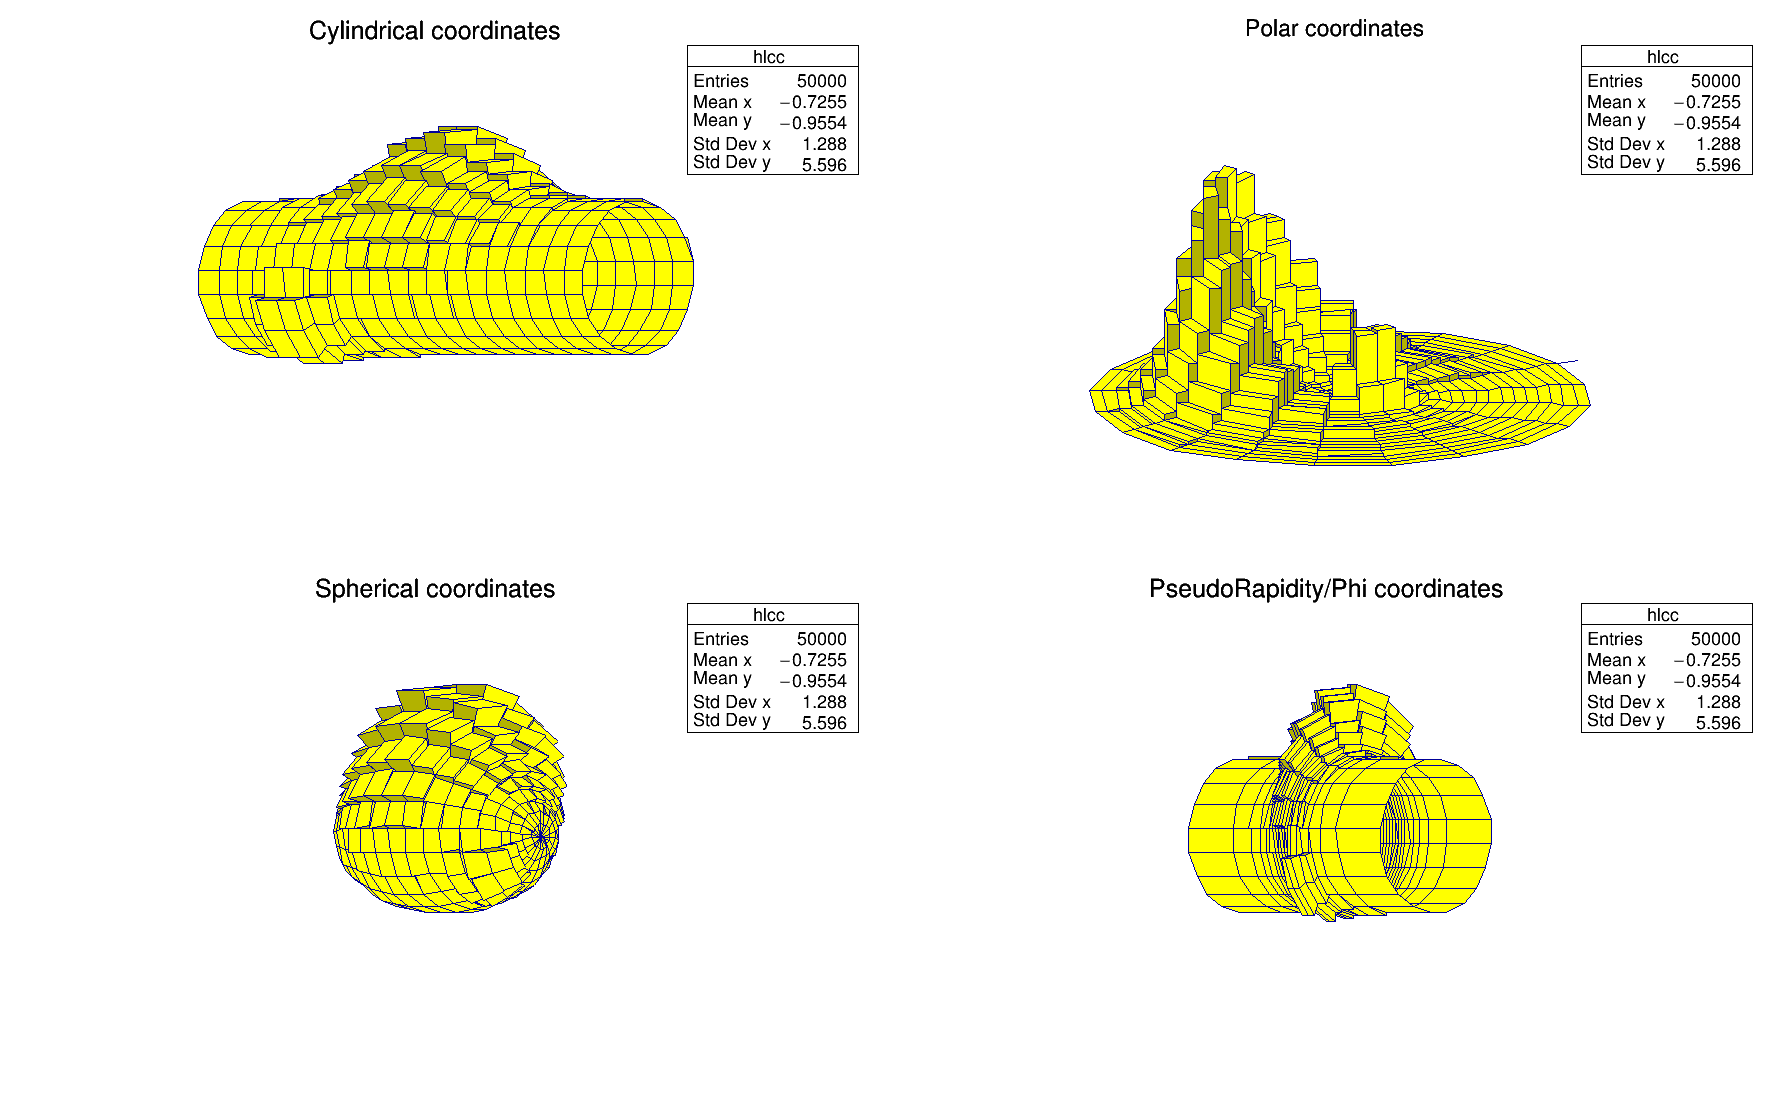 Cylindrical coordinates
hlcc
Entries 50000
Mean x −0.7255
Mean y −0.9554
Std Dev x 1.288
Std Dev y 5.596
Polar coordinates
hlcc
Entries 50000
Mean x −0.7255
Mean y −0.9554
Std Dev x 1.288
Std Dev y 5.596
Spherical coordinates
hlcc
Entries 50000
Mean x −0.7255
Mean y −0.9554
Std Dev x 1.288
Std Dev y 5.596
PseudoRapidity/Phi coordinates
hlcc
Entries 50000
Mean x −0.7255
Mean y −0.9554
Std Dev x 1.288
Std Dev y 5.596